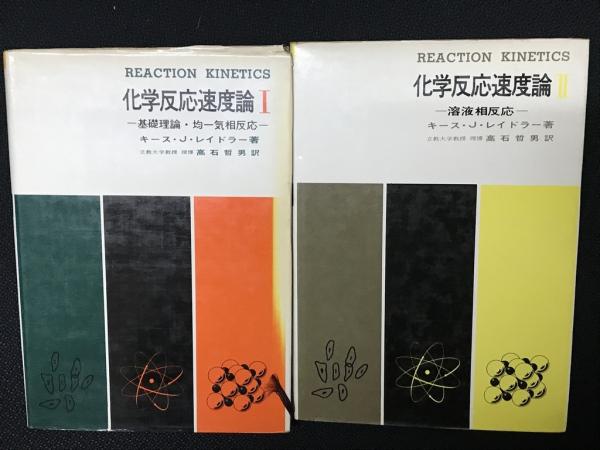 REACTION KINETICS
化学反応速度論 I
―基礎理論・均一気相反応―
キース・J・レイドラー著
立教大学教授 理博 高石哲男訳
REACTION KINETICS
化学反応速度論 II
―溶液相反応―
キース・J・レイドラー著
立教大学教授 理博 高石哲男訳